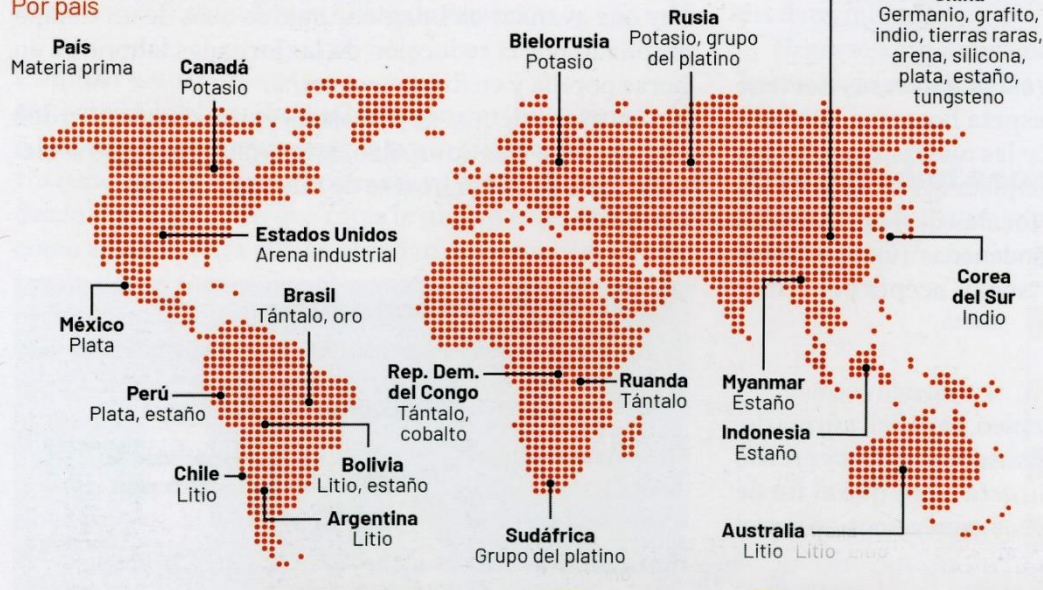 Por país
País
Materia prima
Canadá
Potasio
Bielorrusia
Potasio
Rusia
Potasio, grupo
del platino
Germanio, grafito,
indio, tierras raras,
arena, silicona,
plata, estaño,
tungsteno
Estados Unidos
Arena industrial
México
Plata
Brasil
Tántalo, oro
Corea
del Sur
Indio
Perú
Plata, estaño
Rep. Dem.
del Congo
Tántalo,
cobalto
Ruanda
Tántalo
Myanmar
Estaño
Indonesia
Estaño
Chile
Litio
Bolivia
Litio, estaño
Argentina
Litio
Sudáfrica
Grupo del platino
Australia
Litio Litio